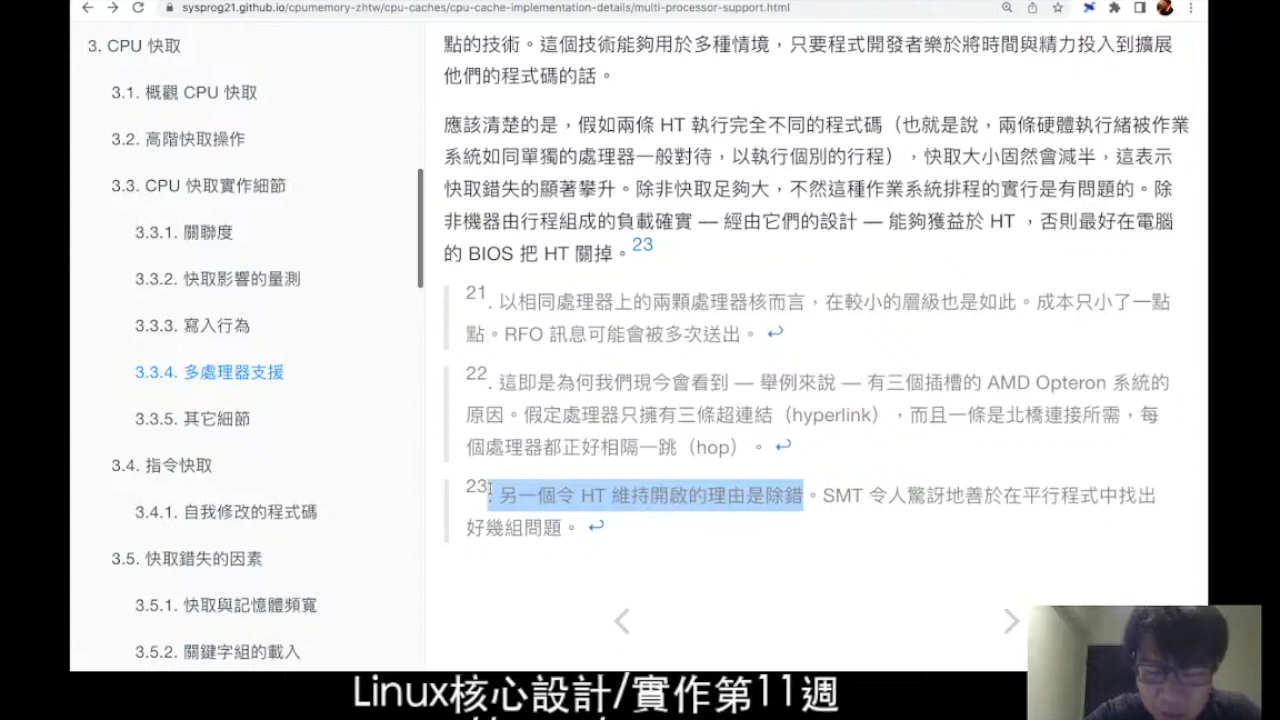 sysprog21.github.io/cpumemory-zhtw/cpu-caches/cpu-cache-implementation-details/multi-processor-support.html
3. CPU 快取
3.1. 概觀 CPU 快取
3.2. 高階快取操作
3.3. CPU 快取實作細節
3.3.1. 關聯度
3.3.2. 快取影響的量測
3.3.3. 寫入行為
3.3.4. 多處理器支援
3.3.5. 其它細節
3.4. 指令快取
3.4.1. 自我修改的程式碼
3.5. 快取錯失的因素
3.5.1. 快取與記憶體頻寬
3.5.2. 關鍵字組的載入
點的技術。這個技術能夠用於多種情境，只要程式開發者樂於將時間與精力投入到擴展
他們的程式碼的話。
應該清楚的是，假如兩條 HT 執行完全不同的程式碼（也就是說，兩條硬體執行緒被作業
系統如同單獨的處理器一般對待，以執行個別的行程），快取大小固然會減半，這表示
快取錯失的顯著攀升。除非快取足夠大，不然這種作業系統排程的實行是有問題的。除
非機器由行程組成的負載確實 — 經由它們的設計 — 能夠獲益於 HT ，否則最好在電腦
的 BIOS 把 HT 關掉。23
21. 以相同處理器上的兩顆處理器核而言，在較小的層級也是如此。成本只小了一點
點。RFO 訊息可能會被多次送出。 ↩
22. 這即是為何我們現今會看到 — 舉例來說 — 有三個插槽的 AMD Opteron 系統的
原因。假定處理器只擁有三條超連結（hyperlink），而且一條是北橋連接所需，每
個處理器都正好相隔一跳（hop）。 ↩
23. 另一個令 HT 維持開啟的理由是除錯。SMT 令人驚訝地善於在平行程式中找出
好幾組問題。 ↩
Linux核心設計/實作第11週